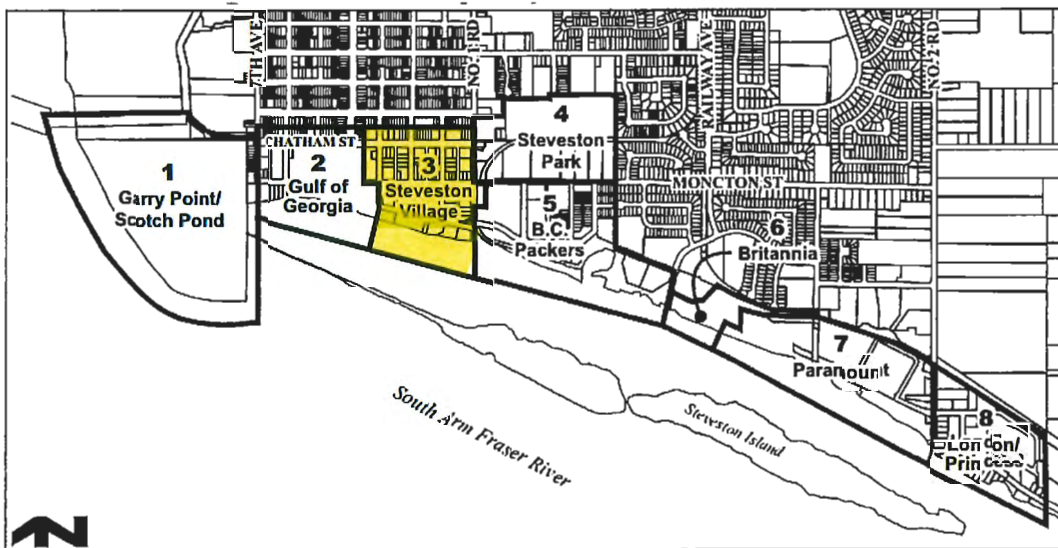 7TH AVE
NO. 1 RD
RAILWAY AVE
NO. 2 RD
CHATHAM ST
MONCTON ST
1
Garry Point/
Scotch Pond
2
Gulf of
Georgia
3
Steveston
Village
4
Steveston
Park
5
B.C.
Packers
6
Britannia
7
Paramount
8
London/
Princess
South Arm Fraser River
Steveston Island
N